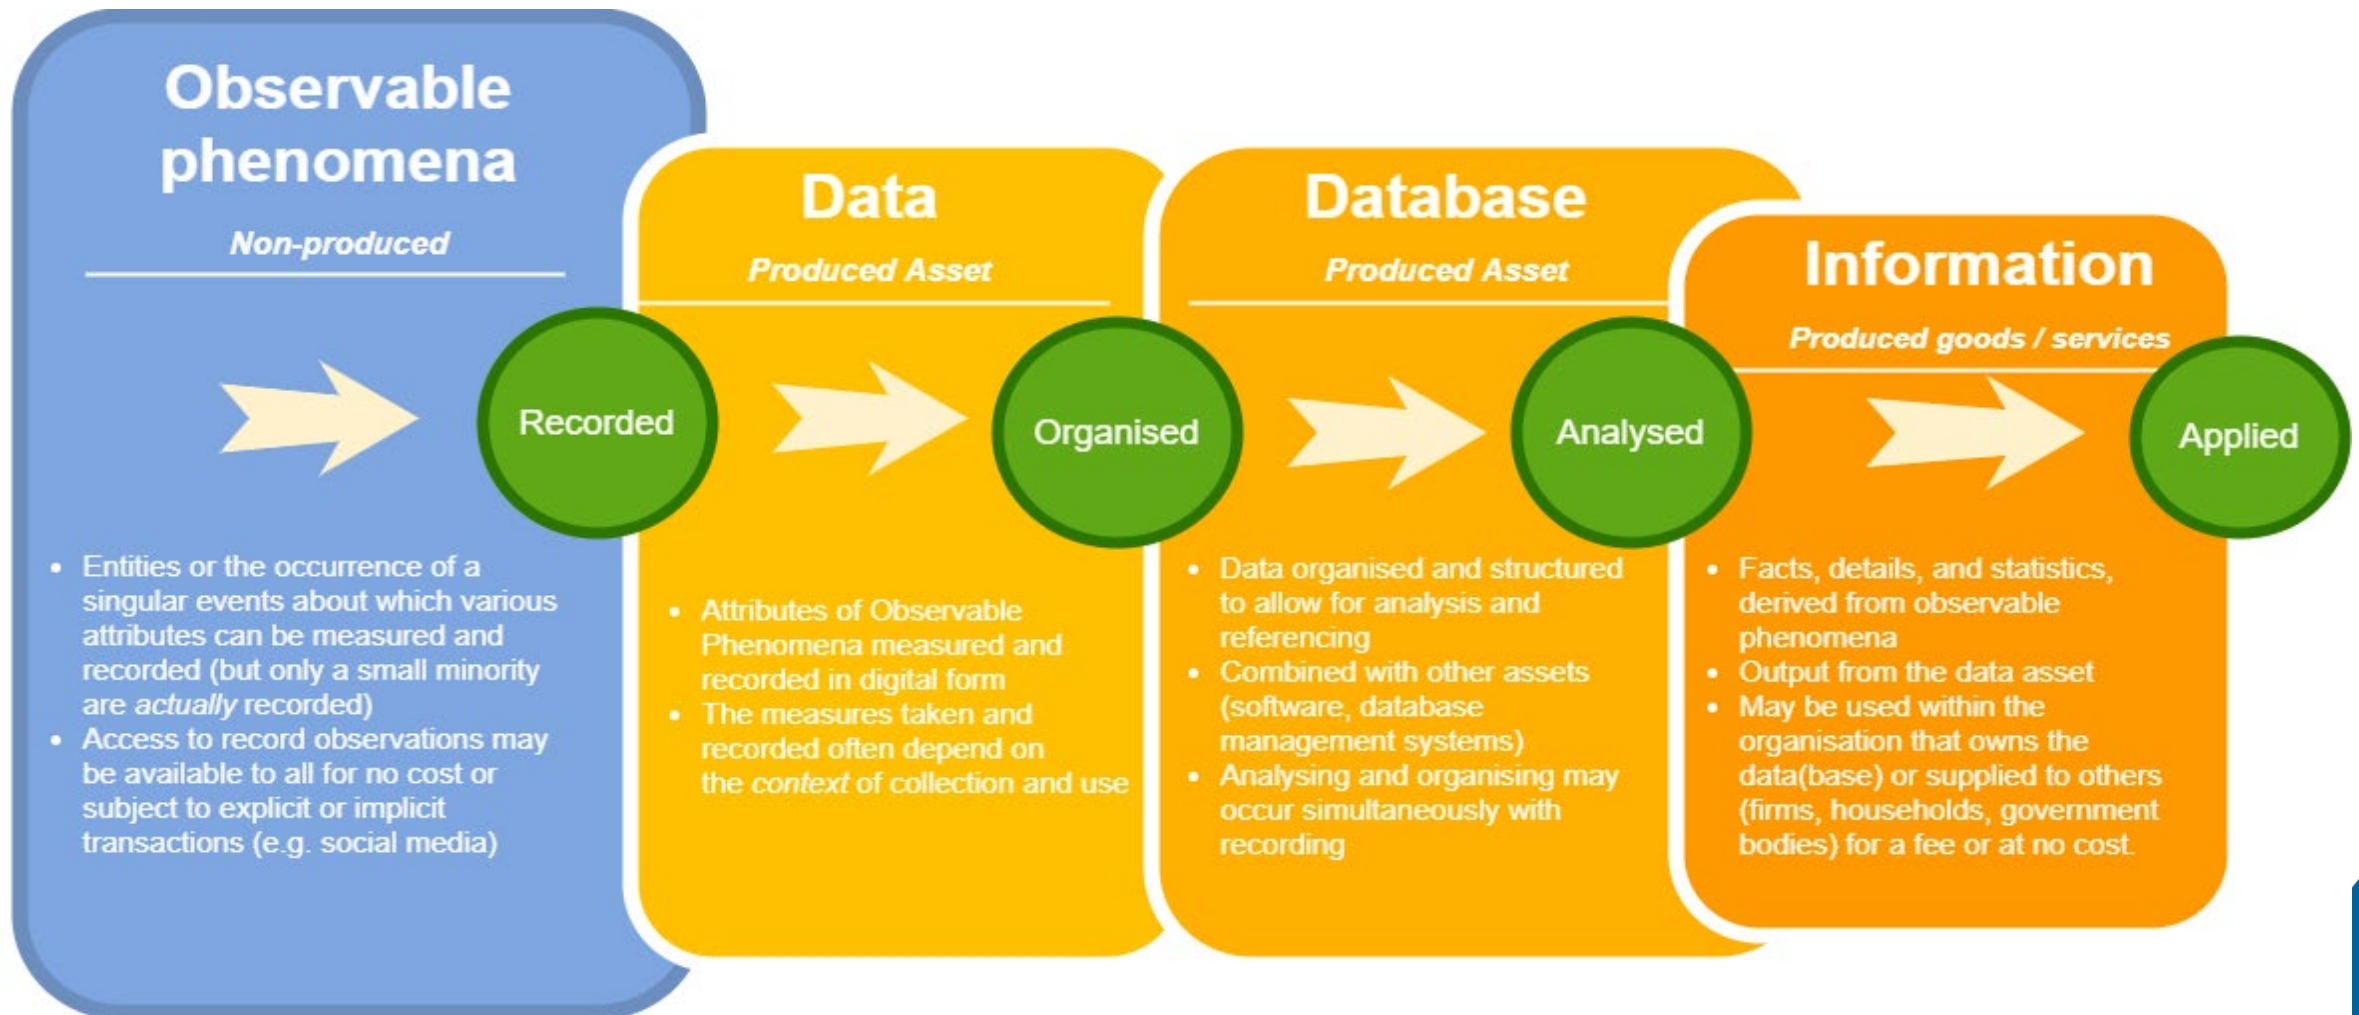 Observable
phenomena
Non-produced
Recorded
• Entities or the occurrence of a
singular events about which various
attributes can be measured and
recorded (but only a small minority
are actually recorded)
• Access to record observations may
be available to all for no cost or
subject to explicit or implicit
transactions (e.g. social media)
Data
Produced Asset
Organised
• Attributes of Observable
Phenomena measured and
recorded in digital form
• The measures taken and
recorded often depend on
the context of collection and use
Database
Produced Asset
Analysed
• Data organised and structured
to allow for analysis and
referencing
• Combined with other assets
(software, database
management systems)
• Analysing and organising may
occur simultaneously with
recording
Information
Produced goods / services
Applied
• Facts, details, and statistics,
derived from observable
phenomena
• Output from the data asset
• May be used within the
organisation that owns the
data(base) or supplied to others
(firms, households, government
bodies) for a fee or at no cost.